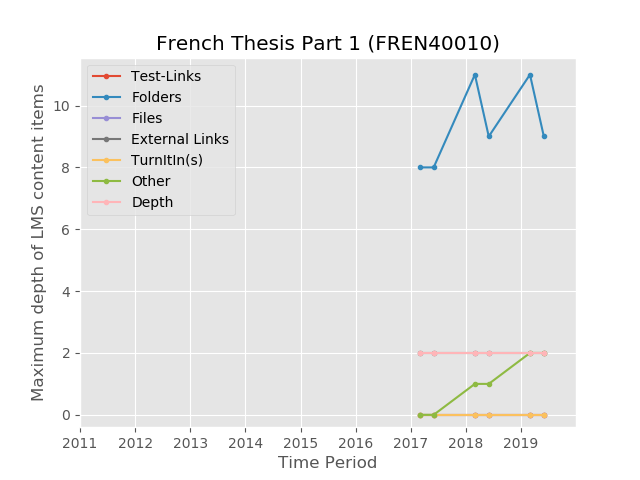 French Thesis Part 1 (FREN40010)
Test-Links
Folders
Files
External Links
TurnItIn(s)
Other
Depth
Maximum depth of LMS content items
10
8
6
4
2
0
2011 2012 2013 2014 2015 2016 2017 2018 2019
Time Period